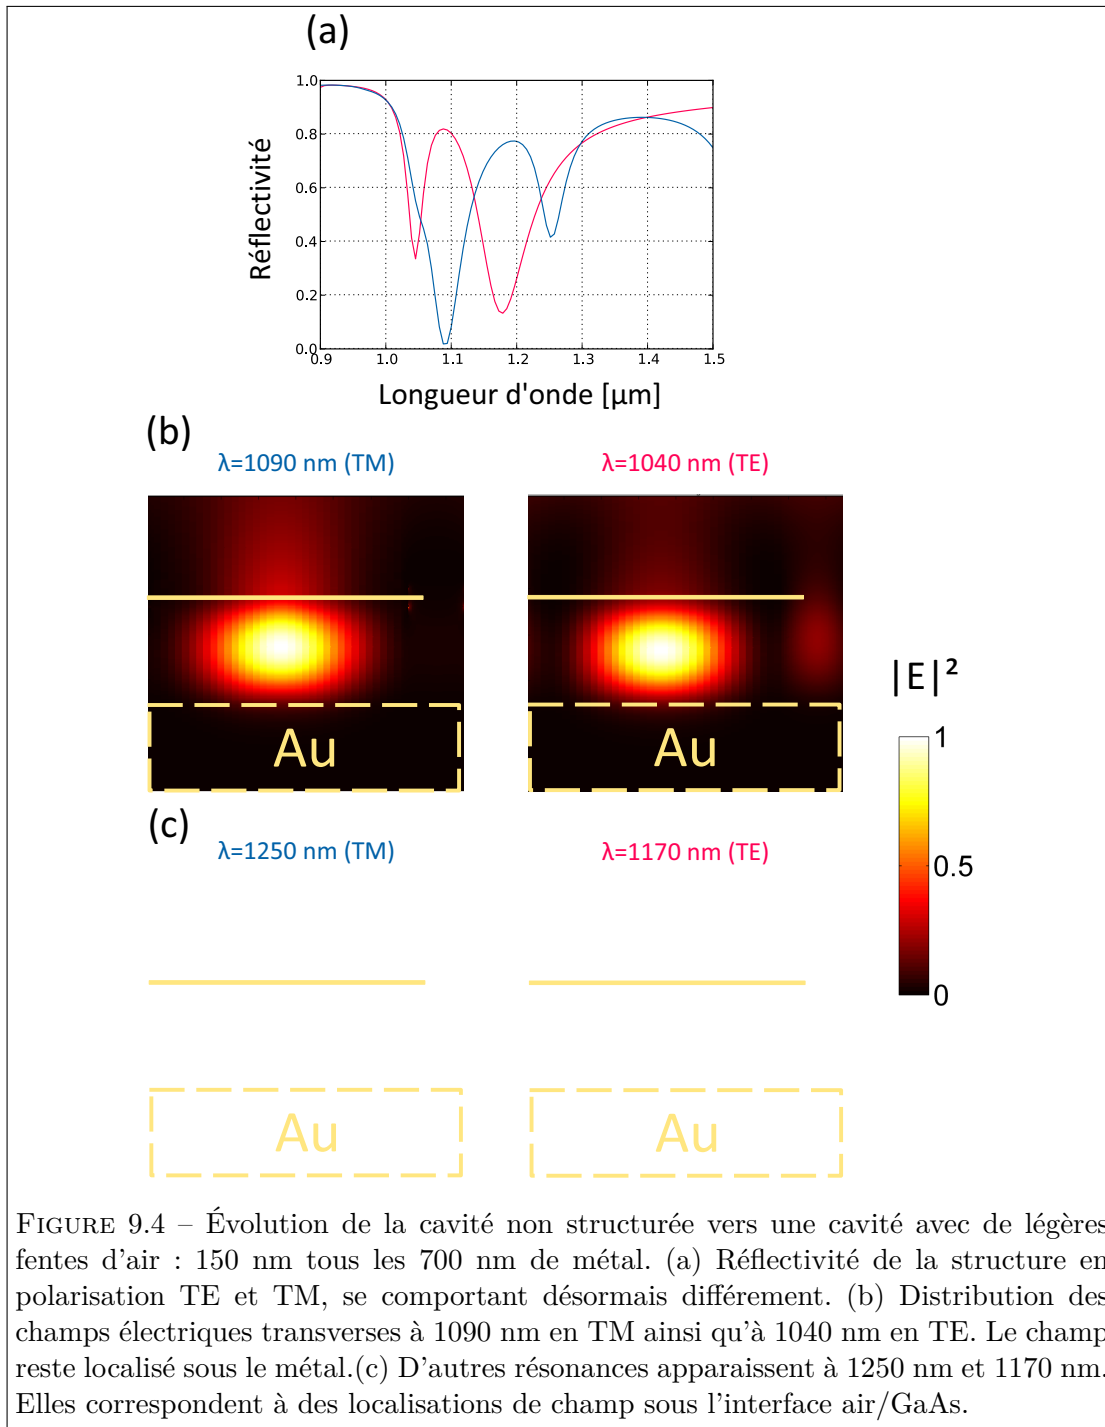 (a)
1.0
0.8
0.6
0.4
0.2
0.0
Réflectivité
0.9 1.0 1.1 1.2 1.3 1.4 1.5
Longueur d'onde [µm]
(b)
λ=1090 nm (TM) λ=1040 nm (TE)
Au Au
|E|²
1
0.5
0
(c)
λ=1250 nm (TM) λ=1170 nm (TE)
Au Au
FIGURE 9.4 – Évolution de la cavité non structurée vers une cavité avec de légères
fentes d'air : 150 nm tous les 700 nm de métal. (a) Réflectivité de la structure en
polarisation TE et TM, se comportant désormais différement. (b) Distribution des
champs électriques transverses à 1090 nm en TM ainsi qu'à 1040 nm en TE. Le champ
reste localisé sous le métal.(c) D'autres résonances apparaissent à 1250 nm et 1170 nm.
Elles correspondent à des localisations de champ sous l'interface air/GaAs.